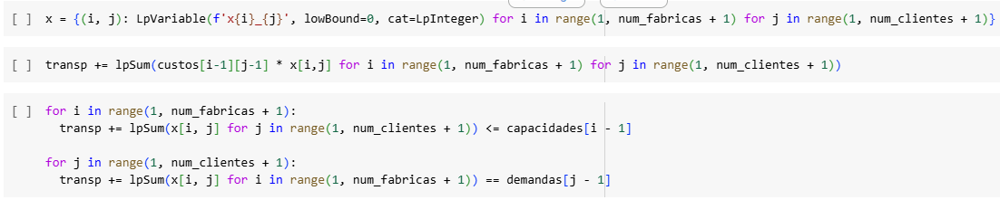 [ ] x = {(i, j): LpVariable(f'x{i}_{j}', lowBound=0, cat=LpInteger) for i in range(1, num_fabricas + 1) for j in range(1, num_clientes + 1)}
[ ] transp += lpSum(custos[i-1][j-1] * x[i,j] for i in range(1, num_fabricas + 1) for j in range(1, num_clientes + 1))
[ ] for i in range(1, num_fabricas + 1):
  transp += lpSum(x[i, j] for j in range(1, num_clientes + 1)) <= capacidades[i - 1]
for j in range(1, num_clientes + 1):
  transp += lpSum(x[i, j] for i in range(1, num_fabricas + 1)) == demandas[j - 1]